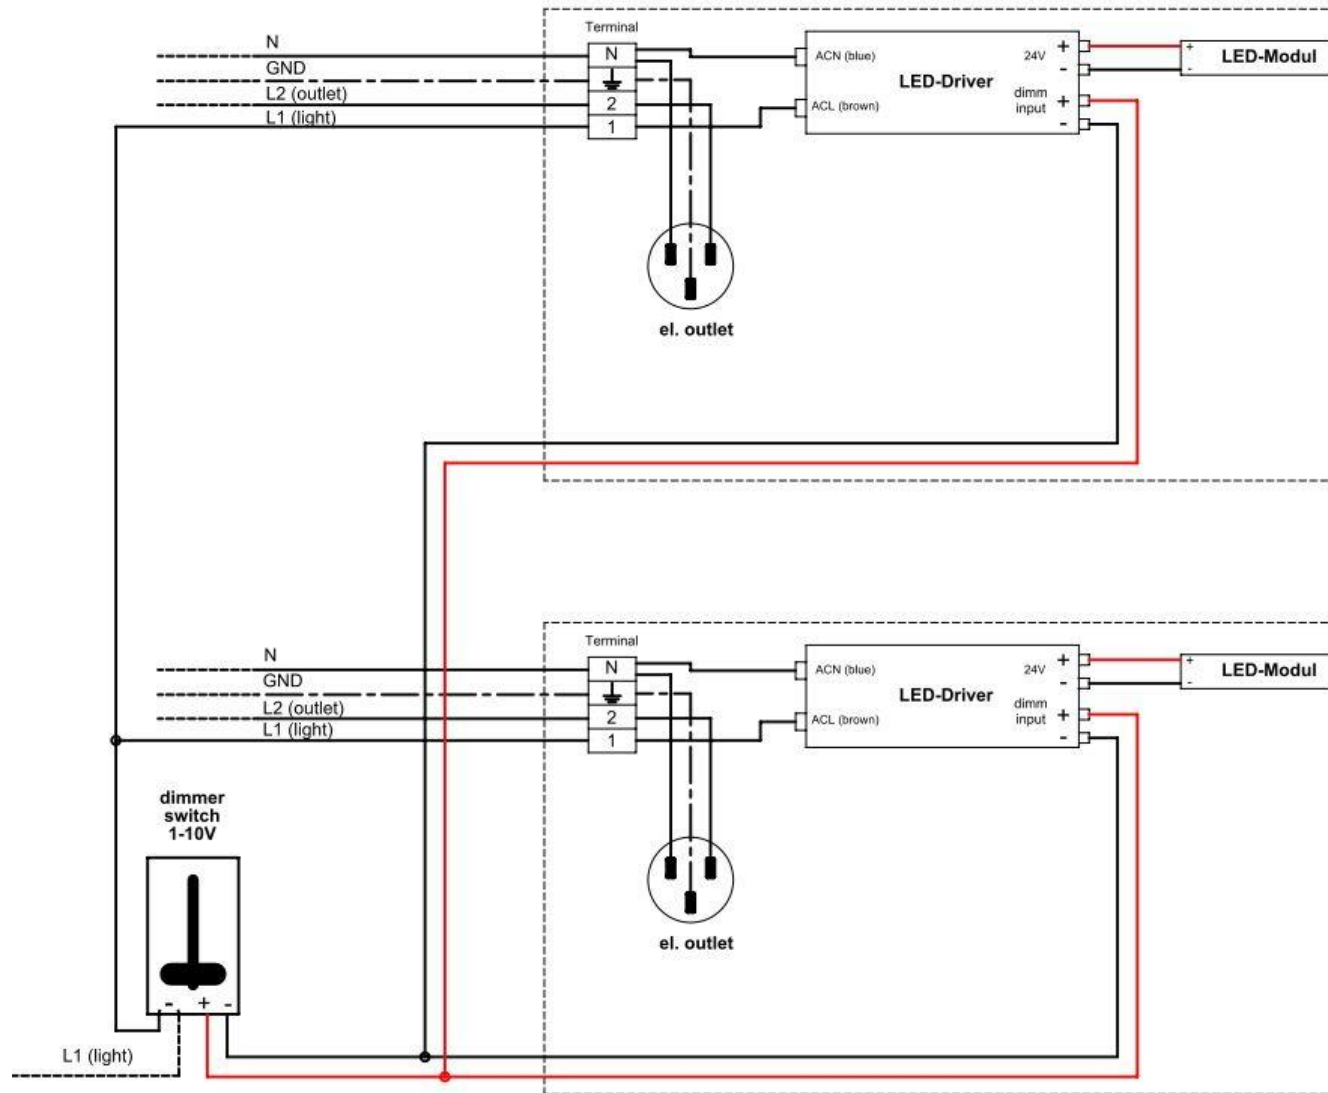 Terminal
N
GND
L2 (outlet)
L1 (light)
N
2
1
ACN (blue)
ACL (brown)
LED-Driver
24V
+
-
dimm
input
+
-
+
-
LED-Modul
el. outlet
Terminal
N
GND
L2 (outlet)
L1 (light)
N
2
1
ACN (blue)
ACL (brown)
LED-Driver
24V
+
-
dimm
input
+
-
+
-
LED-Modul
el. outlet
dimmer
switch
1-10V
- + -
L1 (light)